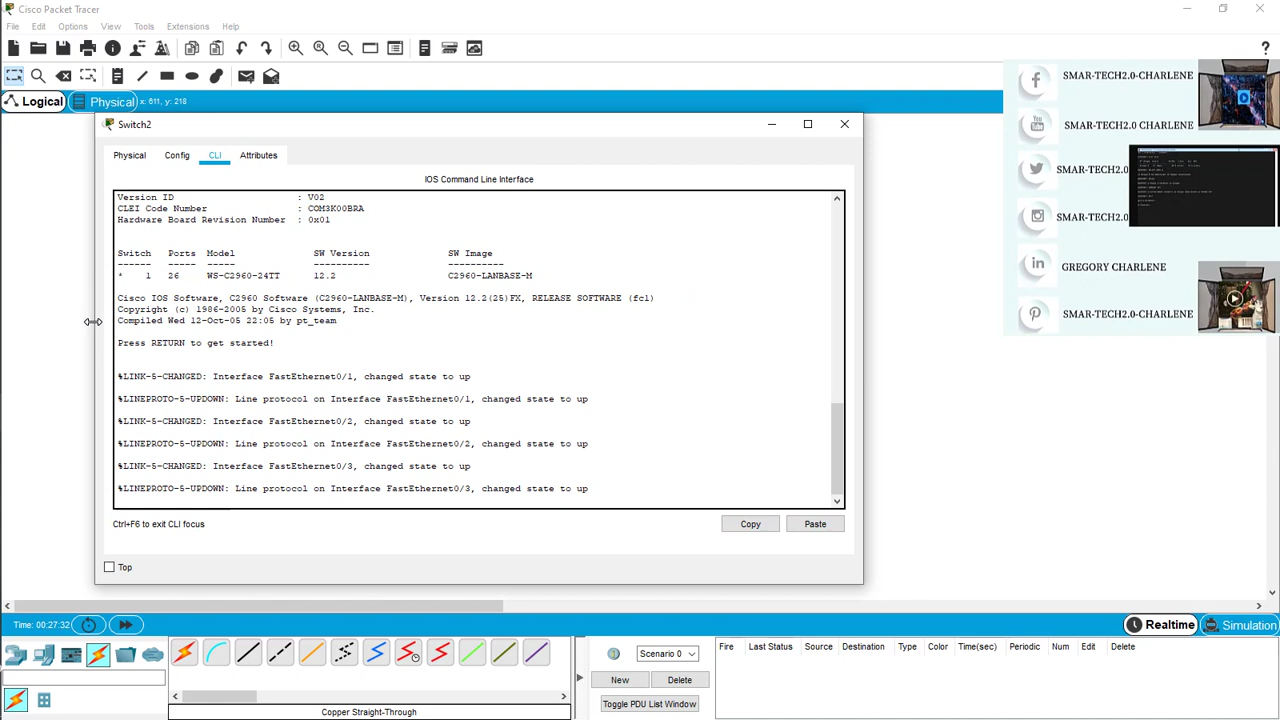 Cisco Packet Tracer
File Edit Options View Tools Extensions Help
Logical Physical x: 611, y: 218
SMAR-TECH2.0-CHARLENE
SMAR-TECH2.0 CHARLENE
SMAR-TECH2.0
SMAR-TECH2.0
GREGORY CHARLENE
SMAR-TECH2.0-CHARLENE
You
Tube
Switch2
Physical Config CLI Attributes
IOS Command Line Interface
Version ID : V02
CLEI Code Number : COM3K00BRA
Hardware Board Revision Number : 0x01
Switch Ports Model SW Version SW Image
------ ----- ----- ---------- ----------
* 1 26 WS-C2960-24TT 12.2 C2960-LANBASE-M
Cisco IOS Software, C2960 Software (C2960-LANBASE-M), Version 12.2(25)FX, RELEASE SOFTWARE (fc1)
Copyright (c) 1986-2005 by Cisco Systems, Inc.
Compiled Wed 12-Oct-05 22:05 by pt_team
Press RETURN to get started!
%LINK-5-CHANGED: Interface FastEthernet0/1, changed state to up
%LINEPROTO-5-UPDOWN: Line protocol on Interface FastEthernet0/1, changed state to up
%LINK-5-CHANGED: Interface FastEthernet0/2, changed state to up
%LINEPROTO-5-UPDOWN: Line protocol on Interface FastEthernet0/2, changed state to up
%LINK-5-CHANGED: Interface FastEthernet0/3, changed state to up
%LINEPROTO-5-UPDOWN: Line protocol on Interface FastEthernet0/3, changed state to up
Ctrl+F6 to exit CLI focus
Copy Paste
Top
Time: 00:27:32
Realtime Simulation
Scenario 0
Fire Last Status Source Destination Type Color Time(sec) Periodic Num Edit Delete
New Delete
Toggle PDU List Window
Copper Straight-Through